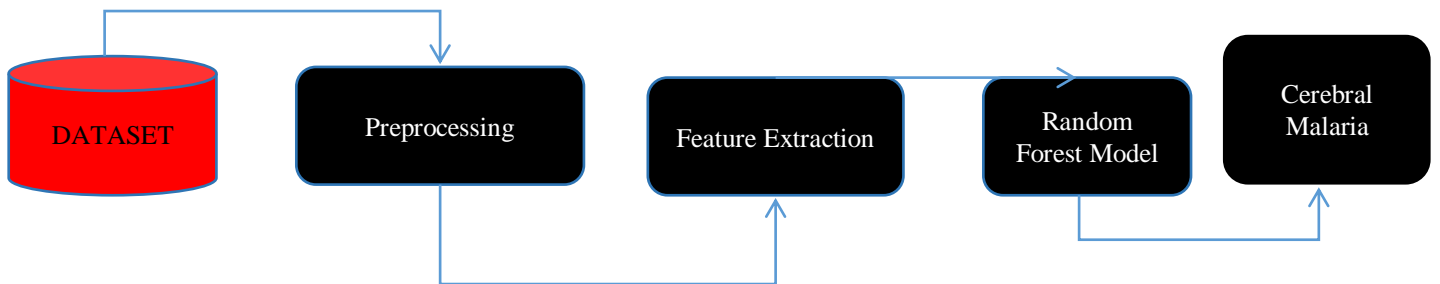 DATASET
Preprocessing
Feature Extraction
Random
Forest Model
Cerebral
Malaria